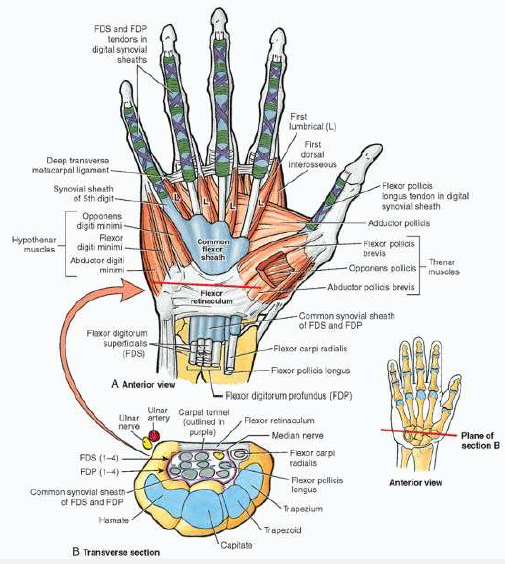 FDS and FDP
tendons in
digital synovial
sheaths
First
lumbrical (L)
First
dorsal
interosseous
Deep transverse
metacarpal ligament
Synovial sheath
of 5th digit
Opponens
digiti minimi
Flexor
digiti minimi
Abductor digiti
minimi
Hypothenar
muscles
L
L
L
L
Common
flexor
sheath
Flexor pollicis
longus tendon in digital
synovial sheath
Adductor pollicis
Flexor pollicis
brevis
Opponens pollicis
Abductor pollicis brevis
Thenar
muscles
Flexor
retinaculum
Common synovial sheath
of FDS and FDP
Flexor digitorum
superficialis
(FDS)
Flexor carpi radialis
Flexor pollicis longus
A Anterior view
Flexor digitorum profundus (FDP)
Ulnar
nerve
Ulnar
artery
Carpal tunnel
(outlined in
purple)
Flexor retinaculum
Median nerve
FDS (1–4)
FDP (1–4)
Flexor carpi
radialis
Flexor pollicis
longus
Common synovial sheath
of FDS and FDP
Hamate
Trapezium
Trapezoid
Capitate
B Transverse section
Plane of
section B
Anterior view